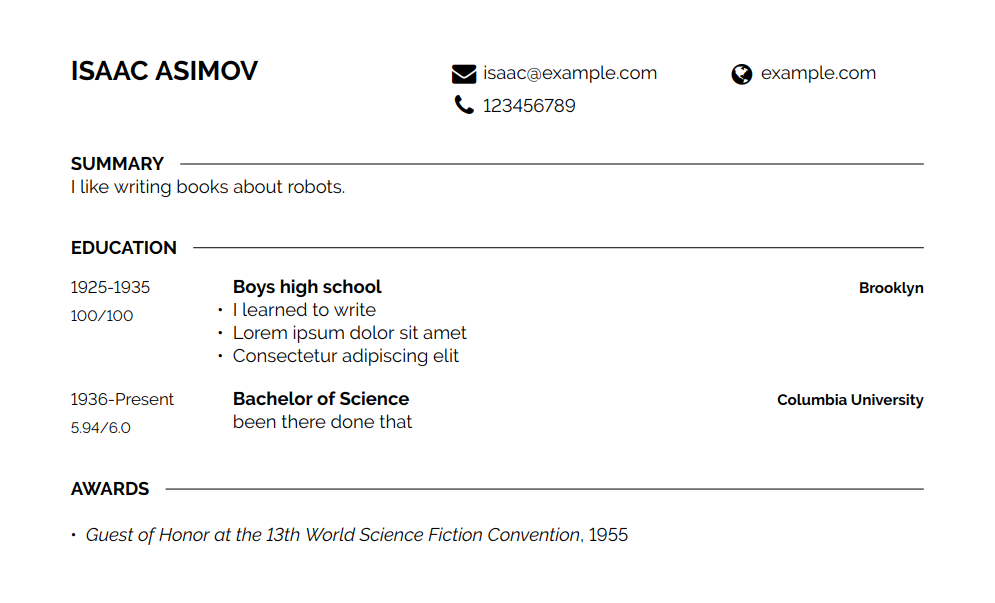 ISAAC ASIMOV
isaac@example.com
example.com
123456789
SUMMARY
I like writing books about robots.
EDUCATION
1925-1935
Boys high school
Brooklyn
100/100
• I learned to write
• Lorem ipsum dolor sit amet
• Consectetur adipiscing elit
1936-Present
Bachelor of Science
Columbia University
5.94/6.0
been there done that
AWARDS
• Guest of Honor at the 13th World Science Fiction Convention, 1955